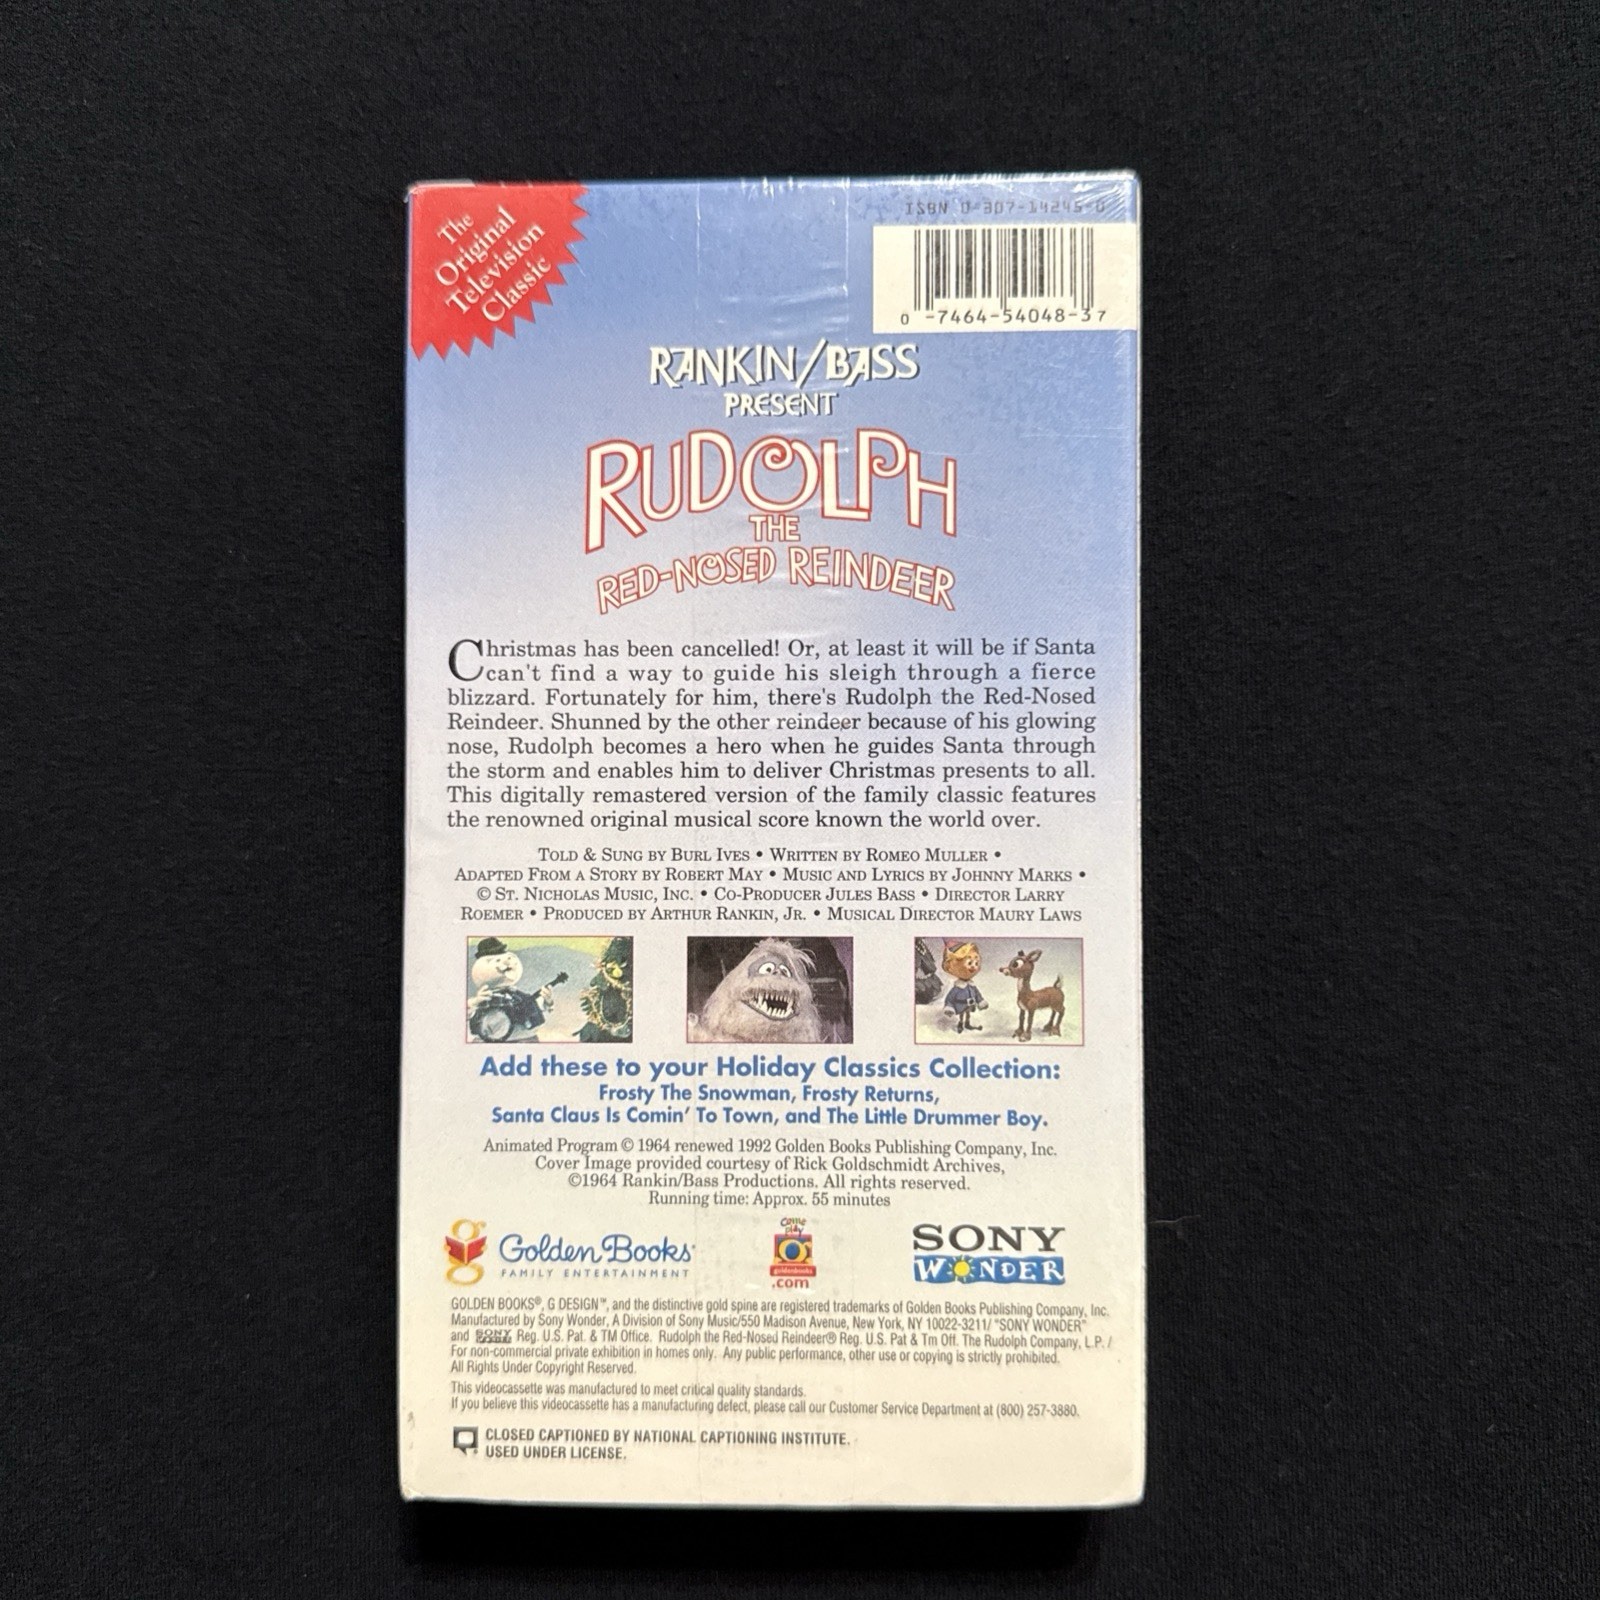 The
Original
Television
Classic
ISBN 0-307-14245-0
0 -7464-54048-3 7
RANKIN/BASS
PRESENT
RUDOLPH
THE
RED-NOSED REINDEER
Christmas has been cancelled! Or, at least it will be if Santa
can't find a way to guide his sleigh through a fierce
blizzard. Fortunately for him, there's Rudolph the Red-Nosed
Reindeer. Shunned by the other reindeer because of his glowing
nose, Rudolph becomes a hero when he guides Santa through
the storm and enables him to deliver Christmas presents to all.
This digitally remastered version of the family classic features
the renowned original musical score known the world over.
TOLD & SUNG BY BURL IVES • WRITTEN BY ROMEO MULLER •
ADAPTED FROM A STORY BY ROBERT MAY • MUSIC AND LYRICS BY JOHNNY MARKS •
© ST. NICHOLAS MUSIC, INC. • CO-PRODUCER JULES BASS • DIRECTOR LARRY
ROEMER • PRODUCED BY ARTHUR RANKIN, JR. • MUSICAL DIRECTOR MAURY LAWS
Add these to your Holiday Classics Collection:
Frosty The Snowman, Frosty Returns,
Santa Claus Is Comin' To Town, and The Little Drummer Boy.
Animated Program © 1964 renewed 1992 Golden Books Publishing Company, Inc.
Cover Image provided courtesy of Rick Goldschmidt Archives,
©1964 Rankin/Bass Productions. All rights reserved.
Running time: Approx. 55 minutes
Golden Books
FAMILY ENTERTAINMENT
come
play
goldenbooks
.com
SONY
WONDER
GOLDEN BOOKS®, G DESIGN™, and the distinctive gold spine are registered trademarks of Golden Books Publishing Company, Inc.
Manufactured by Sony Wonder, A Division of Sony Music/550 Madison Avenue, New York, NY 10022-3211/ "SONY WONDER"
and SONY WONDER Reg. U.S. Pat. & TM Office. Rudolph the Red-Nosed Reindeer® Reg. U.S. Pat & Tm Off. The Rudolph Company, L.P. /
For non-commercial private exhibition in homes only. Any public performance, other use or copying is strictly prohibited.
All Rights Under Copyright Reserved.
This videocassette was manufactured to meet critical quality standards.
If you believe this videocassette has a manufacturing defect, please call our Customer Service Department at (800) 257-3880.
CLOSED CAPTIONED BY NATIONAL CAPTIONING INSTITUTE.
USED UNDER LICENSE.